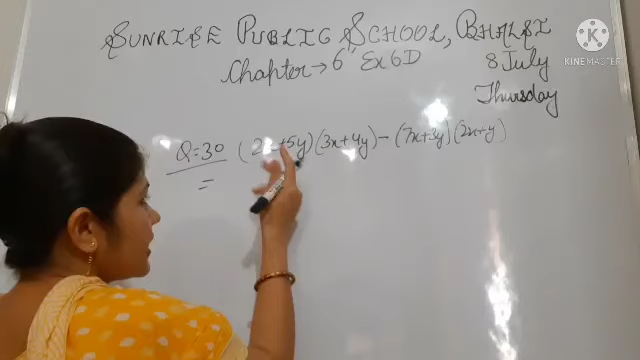 SUNRISE PUBLIC SCHOOL, BHALSI
Chapter → 6 Ex 6D
8 July
Thursday
Q=30 (2x+5y)(3x+4y) - (7x+3y)(2x+y)
=
KINEMASTER